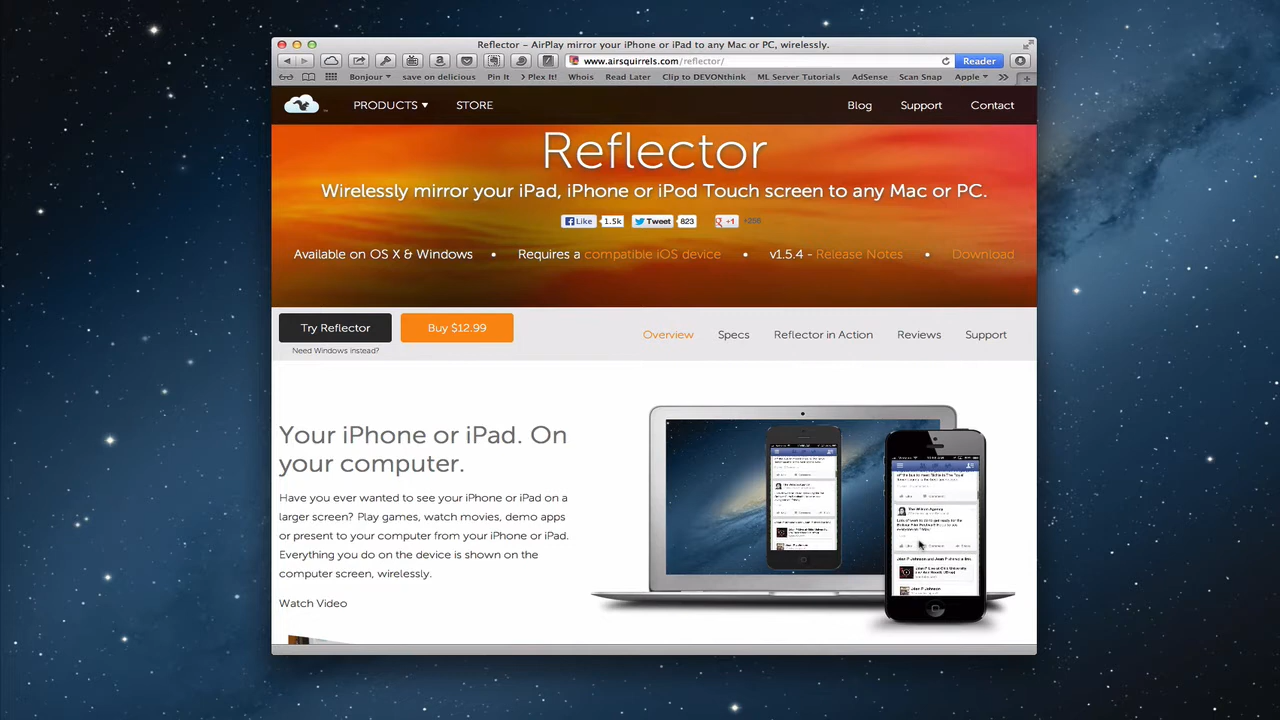 Reflector – AirPlay mirror your iPhone or iPad to any Mac or PC, wirelessly.
www.airsquirrels.com/reflector/
Reader
Bonjour save on delicious Pin It > Plex It! Whois Read Later Clip to DEVONthink ML Server Tutorials AdSense Scan Snap Apple
PRODUCTS STORE Blog Support Contact
Reflector
Wirelessly mirror your iPad, iPhone or iPod Touch screen to any Mac or PC.
Like 1.5k Tweet 823 +1 +256
Available on OS X & Windows • Requires a compatible iOS device • v1.5.4 - Release Notes • Download
Try Reflector Buy $12.99 Overview Specs Reflector in Action Reviews Support
Need Windows instead?
Your iPhone or iPad. On
your computer.
Have you ever wanted to see your iPhone or iPad on a
larger screen? Play games, watch movies, demo apps
or present to your computer from your iPhone or iPad.
Everything you do on the device is shown on the
computer screen, wirelessly.
Watch Video